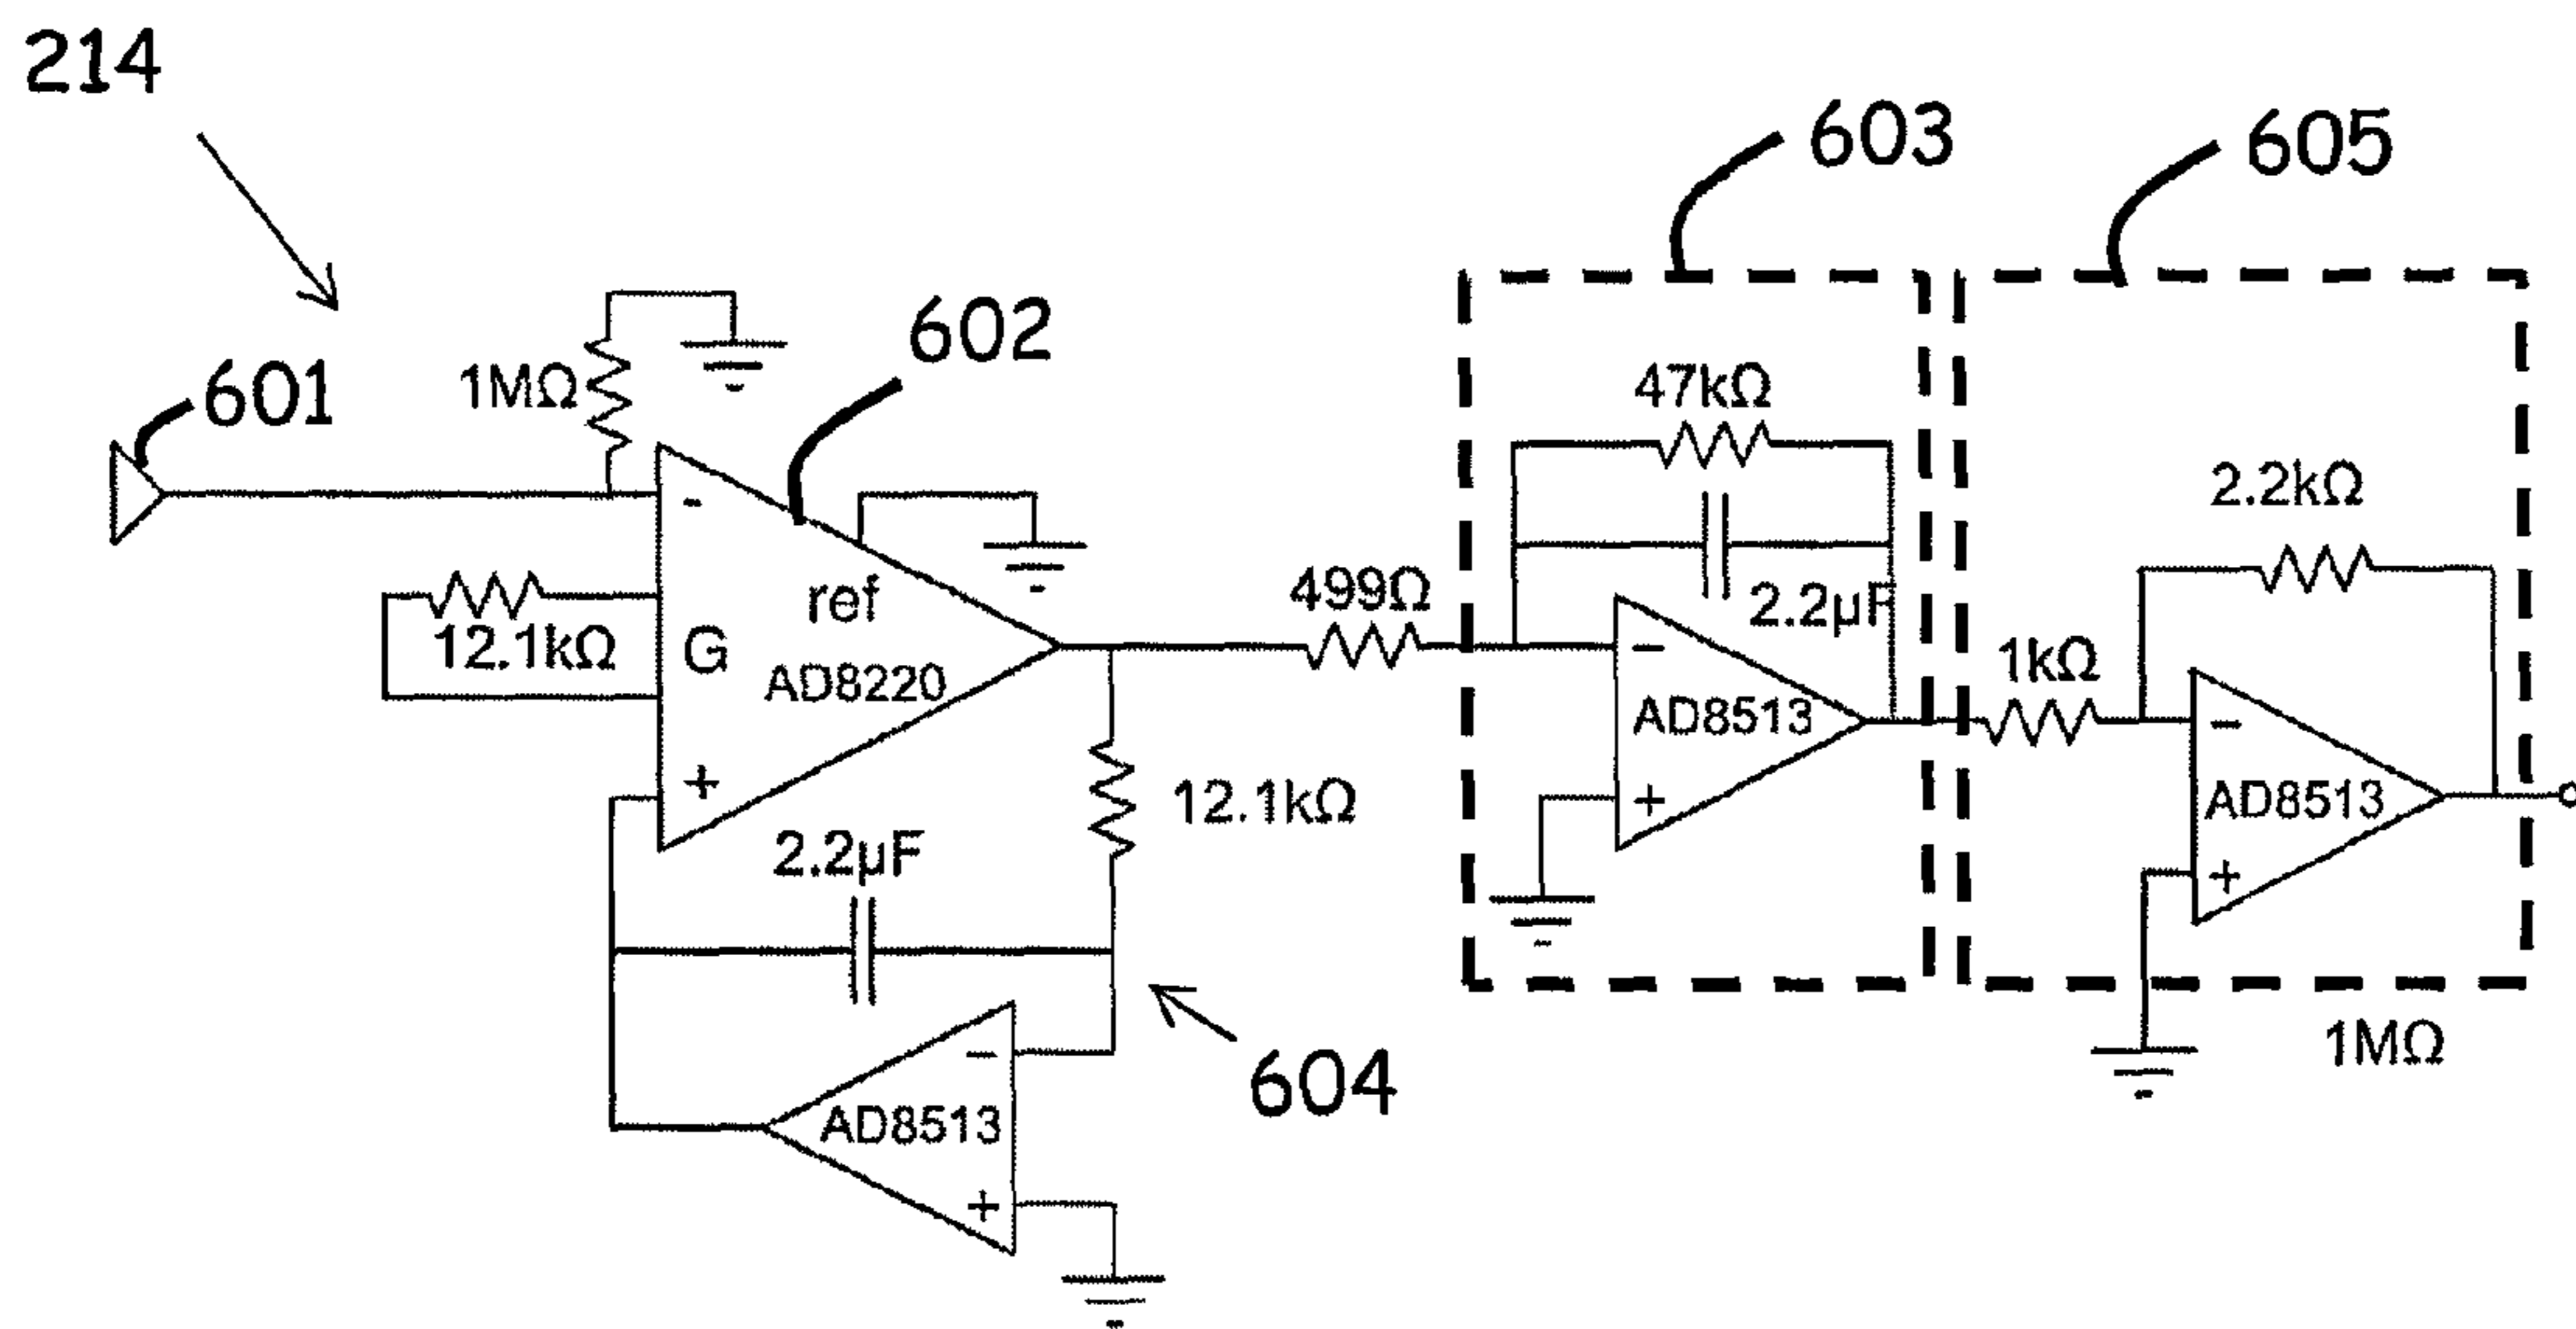 214
603
605
602
601
1MΩ
47kΩ
2.2kΩ
-
ref
499Ω
2.2µF
12.1kΩ
G
AD8220
−
1kΩ
AD8513
−
+
12.1kΩ
+
AD8513
2.2µF
+
604
1MΩ
−
AD8513
+